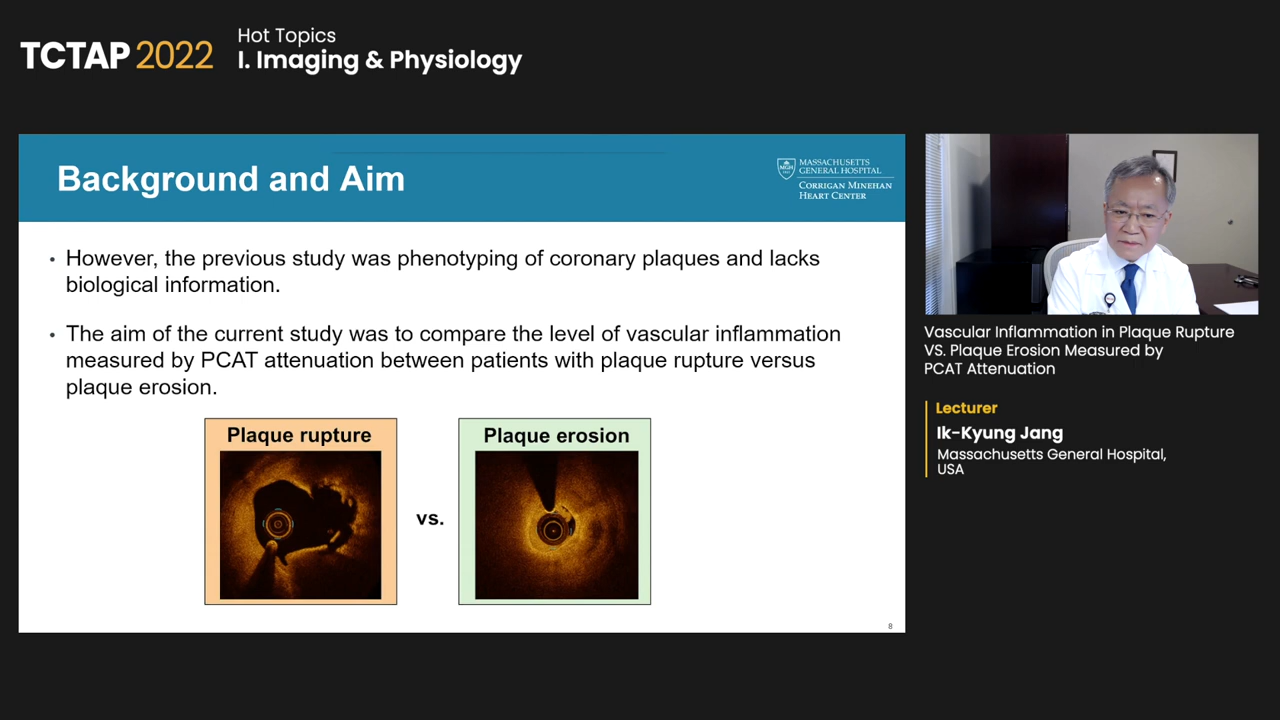 TCTAP 2022
Hot Topics
I. Imaging & Physiology
Background and Aim
MGH
1811
MASSACHUSETTS
GENERAL HOSPITAL
CORRIGAN MINEHAN
HEART CENTER
• However, the previous study was phenotyping of coronary plaques and lacks
biological information.
• The aim of the current study was to compare the level of vascular inflammation
measured by PCAT attenuation between patients with plaque rupture versus
plaque erosion.
Plaque rupture
vs.
Plaque erosion
8
Vascular Inflammation in Plaque Rupture
VS. Plaque Erosion Measured by
PCAT Attenuation
Lecturer
Ik-Kyung Jang
Massachusetts General Hospital,
USA